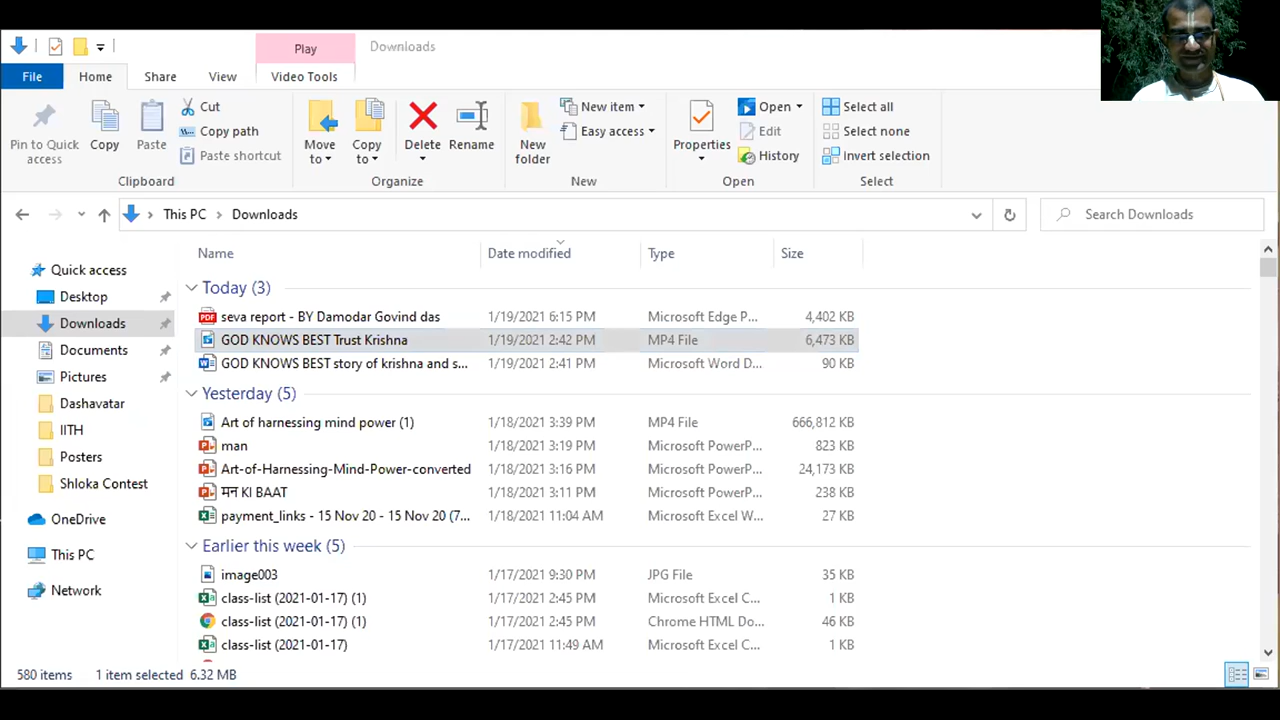 Play Downloads
File Home Share View Video Tools
Pin to Quick access Copy Paste Cut Copy path Paste shortcut Move to Copy to Delete Rename New folder New item Easy access Properties Open Edit History Select all Select none Invert selection
Clipboard Organize New Open Select
This PC Downloads Search Downloads
Name Date modified Type Size
Quick access
Desktop
Downloads
Documents
Pictures
Dashavatar
IITH
Posters
Shloka Contest
OneDrive
This PC
Network
Today (3)
seva report - BY Damodar Govind das 1/19/2021 6:15 PM Microsoft Edge P... 4,402 KB
GOD KNOWS BEST Trust Krishna 1/19/2021 2:42 PM MP4 File 6,473 KB
GOD KNOWS BEST story of krishna and s... 1/19/2021 2:41 PM Microsoft Word D... 90 KB
Yesterday (5)
Art of harnessing mind power (1) 1/18/2021 3:39 PM MP4 File 666,812 KB
man 1/18/2021 3:19 PM Microsoft PowerP... 823 KB
Art-of-Harnessing-Mind-Power-converted 1/18/2021 3:16 PM Microsoft PowerP... 24,173 KB
मन KI BAAT 1/18/2021 3:11 PM Microsoft PowerP... 238 KB
payment_links - 15 Nov 20 - 15 Nov 20 (7... 1/18/2021 11:04 AM Microsoft Excel W... 27 KB
Earlier this week (5)
image003 1/17/2021 9:30 PM JPG File 35 KB
class-list (2021-01-17) (1) 1/17/2021 2:45 PM Microsoft Excel C... 1 KB
class-list (2021-01-17) (1) 1/17/2021 2:45 PM Chrome HTML Do... 46 KB
class-list (2021-01-17) 1/17/2021 11:49 AM Microsoft Excel C... 1 KB
580 items 1 item selected 6.32 MB